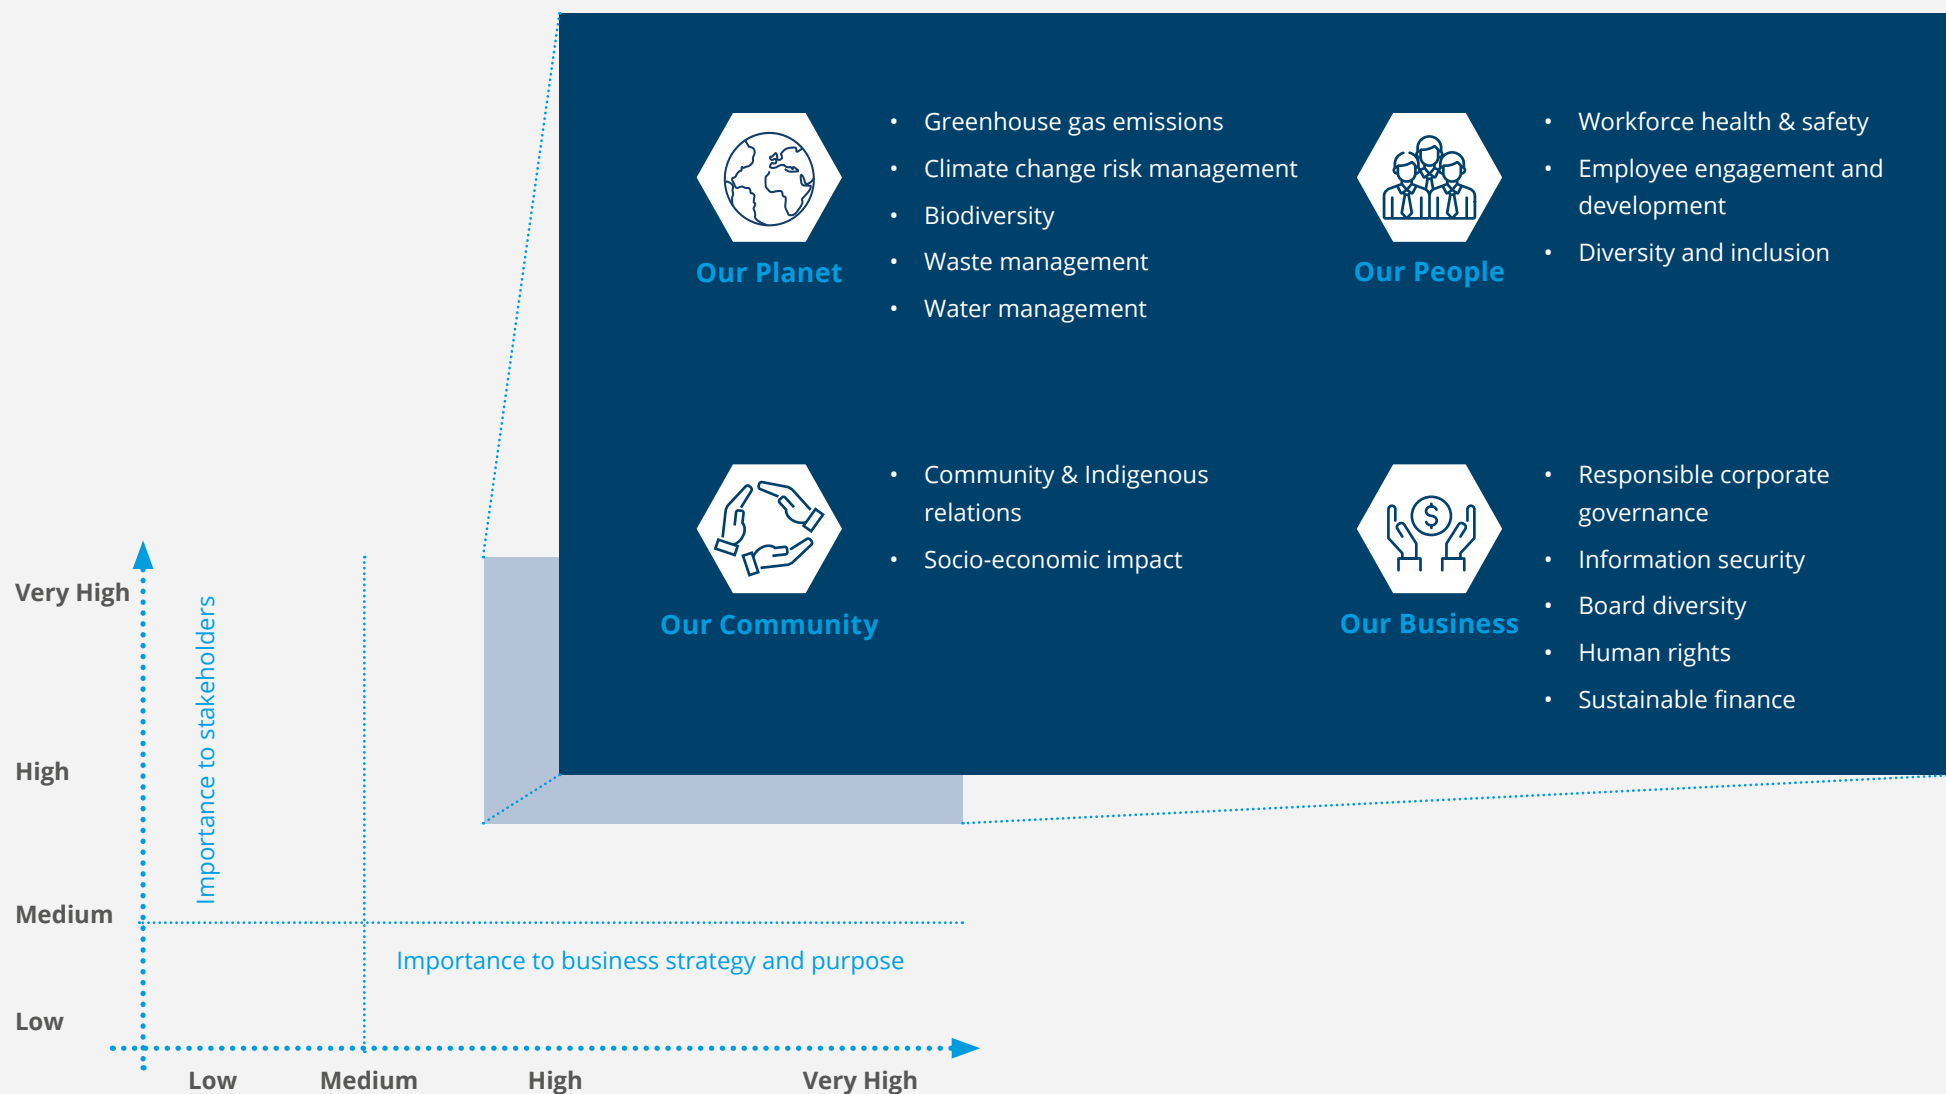 Our Planet
• Greenhouse gas emissions
• Climate change risk management
• Biodiversity
• Waste management
• Water management
Our People
• Workforce health & safety
• Employee engagement and
development
• Diversity and inclusion
Our Community
• Community & Indigenous
relations
• Socio-economic impact
Our Business
• Responsible corporate
governance
• Information security
• Board diversity
• Human rights
• Sustainable finance
$
Very High
High
Medium
Low
Importance to stakeholders
Importance to business strategy and purpose
Low
Medium
High
Very High